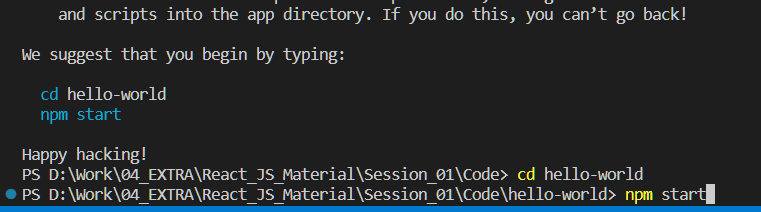 and scripts into the app directory. If you do this, you can’t go back!
We suggest that you begin by typing:
cd hello-world
npm start
Happy hacking!
PS D:\Work\04_EXTRA\React_JS_Material\Session_01\Code> cd hello-world
PS D:\Work\04_EXTRA\React_JS_Material\Session_01\Code\hello-world> npm start